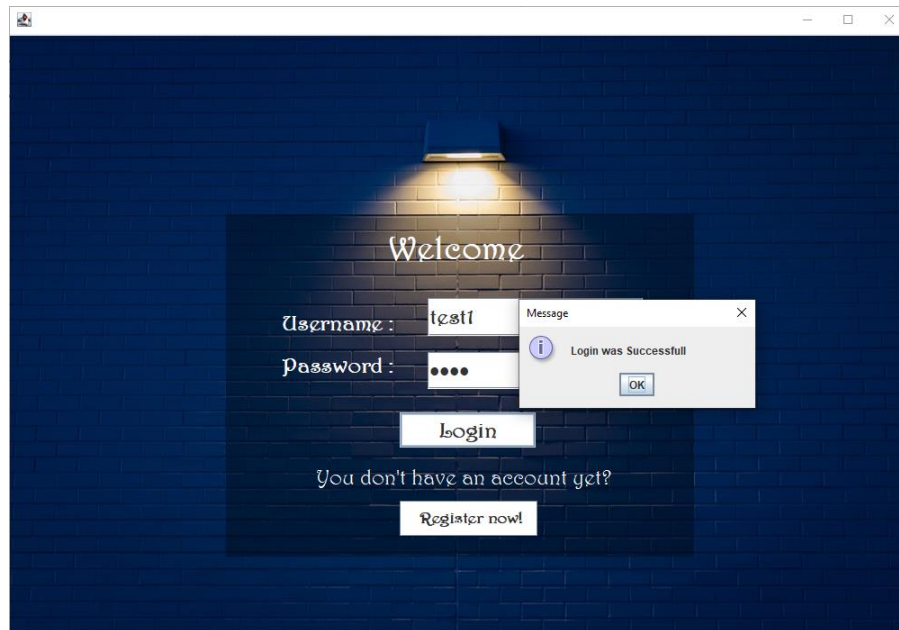 Welcome
Username :
test1
Password :
••••
Message
Login was Successfull
OK
Login
You don't have an account yet?
Register now!